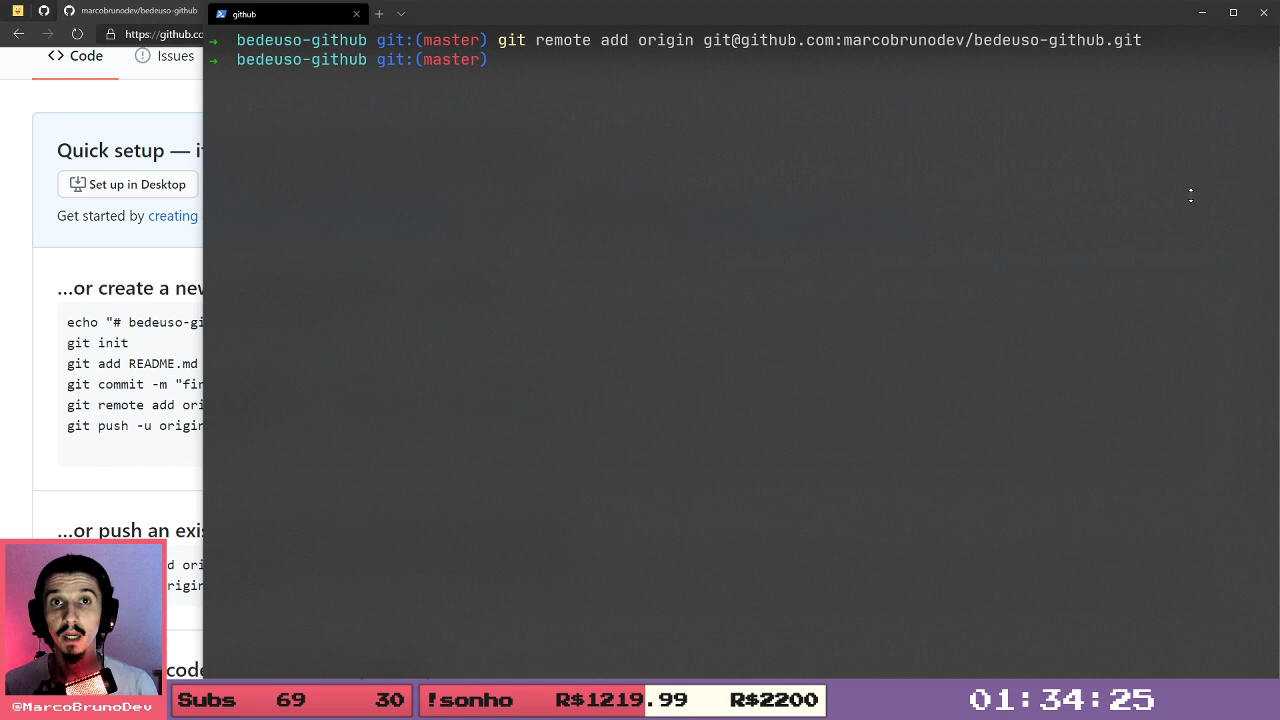 marcobrunodev/bedeuso-github
github
https://github.co
Code
Issues
bedeuso-github git:(master) git remote add origin git@github.com:marcobrunodev/bedeuso-github.git
bedeuso-github git:(master)
Quick setup — i
Set up in Desktop
Get started by creating
...or create a new
echo "# bedeuso-gi
git init
git add README.md
git commit -m "fir
git remote add ori
git push -u origin
...or push an exis
d ori
rigin
code
@MarcoBrunoDev
Subs 69 30
!sonho R$1219.99 R$2200
01:34:25